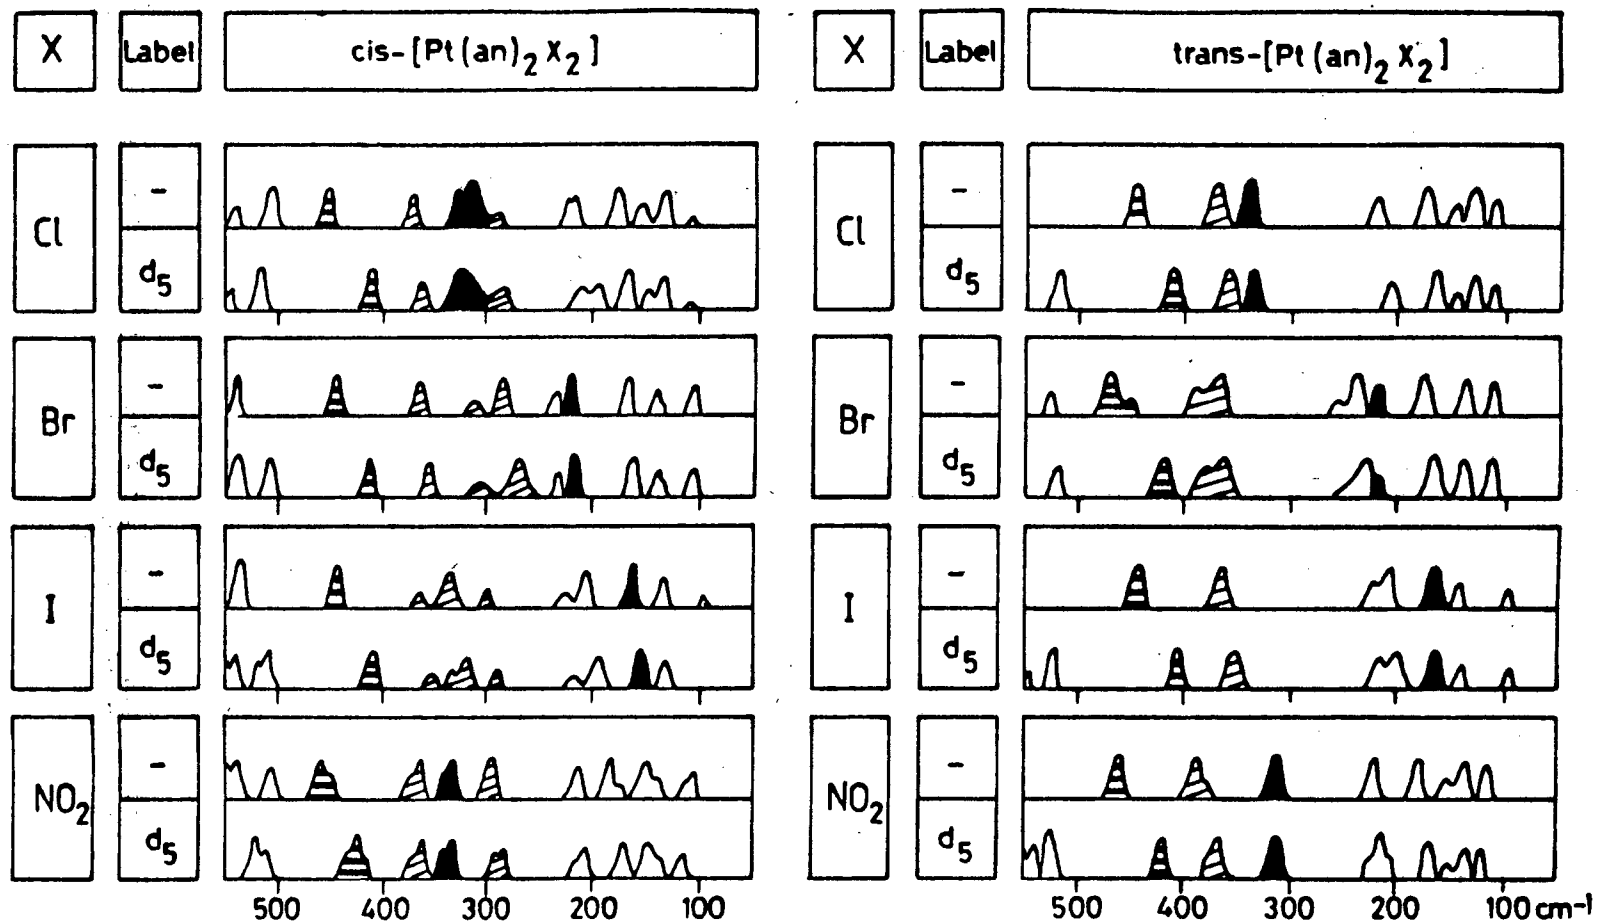 X Label cis-[Pt(an)₂X₂] X Label trans-[Pt(an)₂X₂]
Cl - Cl -
d₅ d₅
Br - Br -
d₅ d₅
I - I -
d₅ d₅
NO₂ - NO₂ -
d₅ d₅
500 400 300 200 100 500 400 300 200 100 cm⁻¹